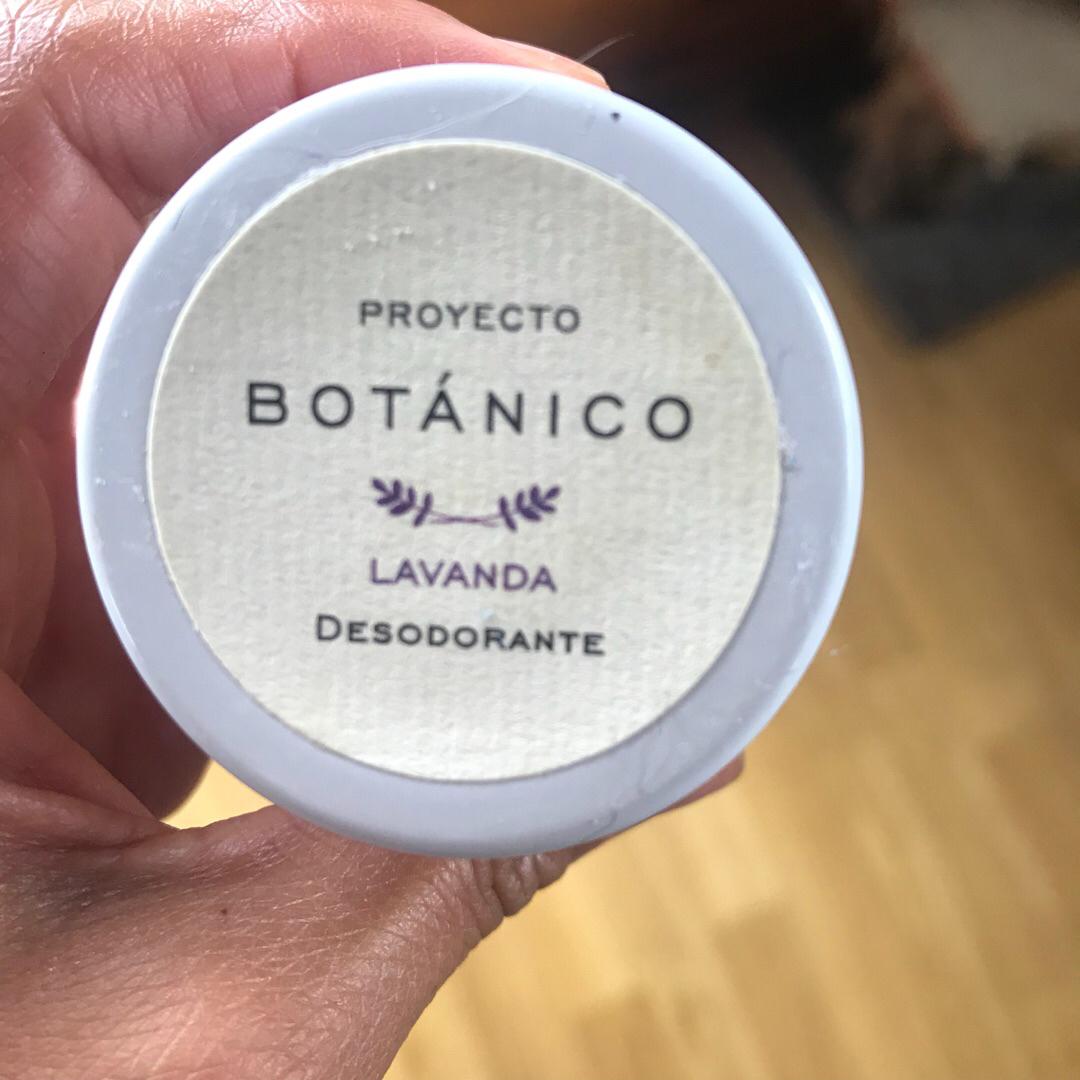 PROYECTO
BOTÁNICO
LAVANDA
DESODORANTE